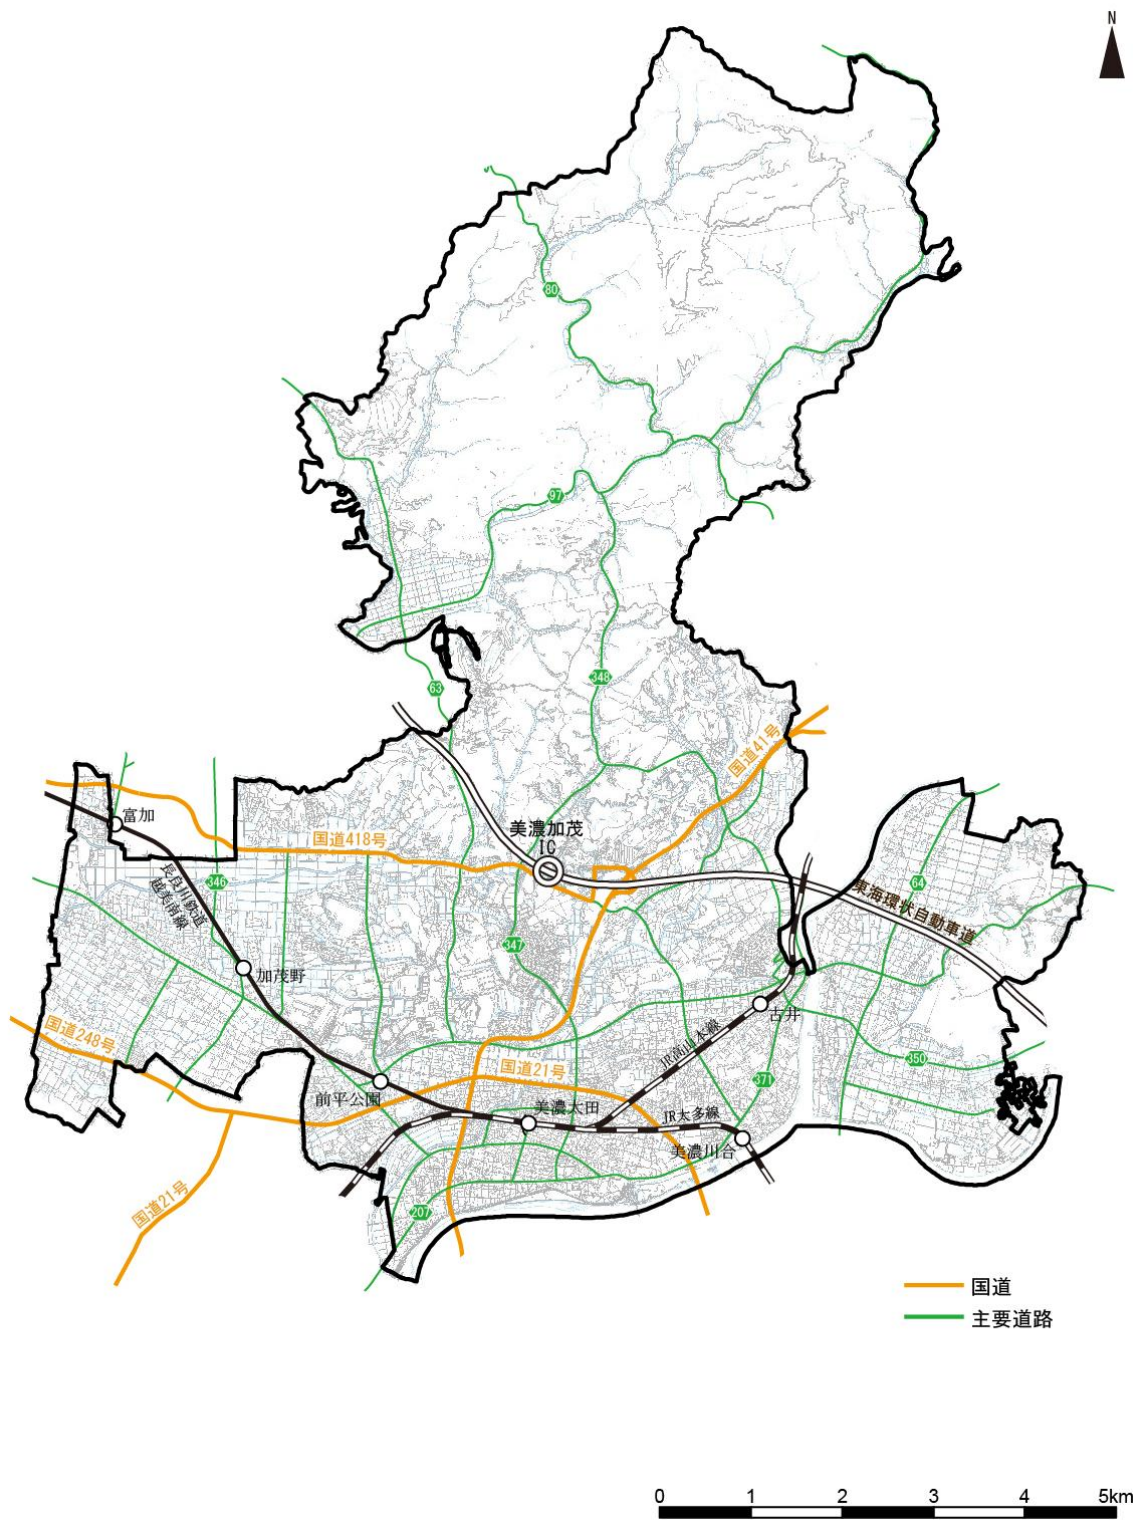 N
80
97
348
63
国道41号
美濃加茂
IC
富加
国道418号
長良川鉄道
越美南線
346
64
東海環状自動車道
347
加茂野
古井
国道248号
JR高山本線
350
国道21号
371
前平公園
美濃太田
JR太多線
美濃川合
国道21号
207
国道
主要道路
0 1 2 3 4 5km